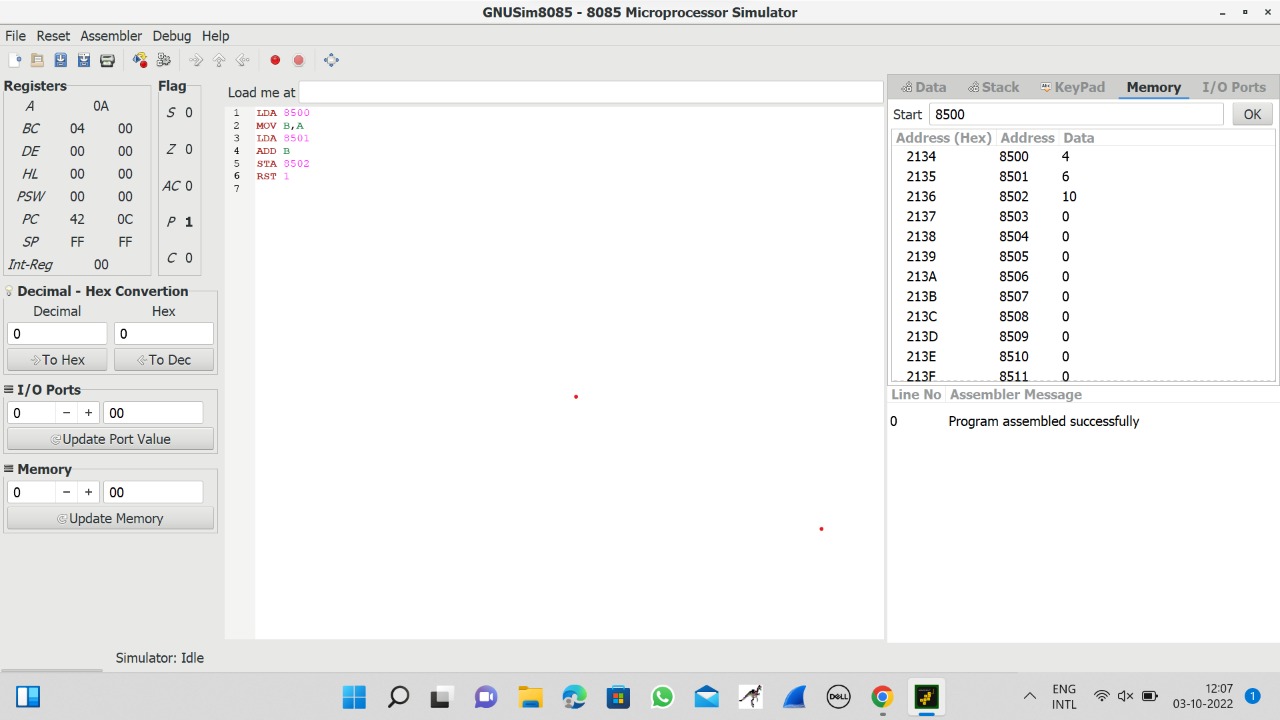 GNUSim8085 - 8085 Microprocessor Simulator
File Reset Assembler Debug Help
Registers
A 0A
BC 04 00
DE 00 00
HL 00 00
PSW 00 00
PC 42 0C
SP FF FF
Int-Reg 00
Flag
S 0
Z 0
AC 0
P 1
C 0
Decimal - Hex Convertion
Decimal Hex
0 0
To Hex To Dec
I/O Ports
0 − + 00
Update Port Value
Memory
0 − + 00
Update Memory
Load me at
1 LDA 8500
2 MOV B,A
3 LDA 8501
4 ADD B
5 STA 8502
6 RST 1
7
Data Stack KeyPad Memory I/O Ports
Start 8500 OK
Address (Hex) Address Data
2134 8500 4
2135 8501 6
2136 8502 10
2137 8503 0
2138 8504 0
2139 8505 0
213A 8506 0
213B 8507 0
213C 8508 0
213D 8509 0
213E 8510 0
213F 8511 0
Line No Assembler Message
0 Program assembled successfully
Simulator: Idle
DELL
ENG
INTL
12:07
03-10-2022
1